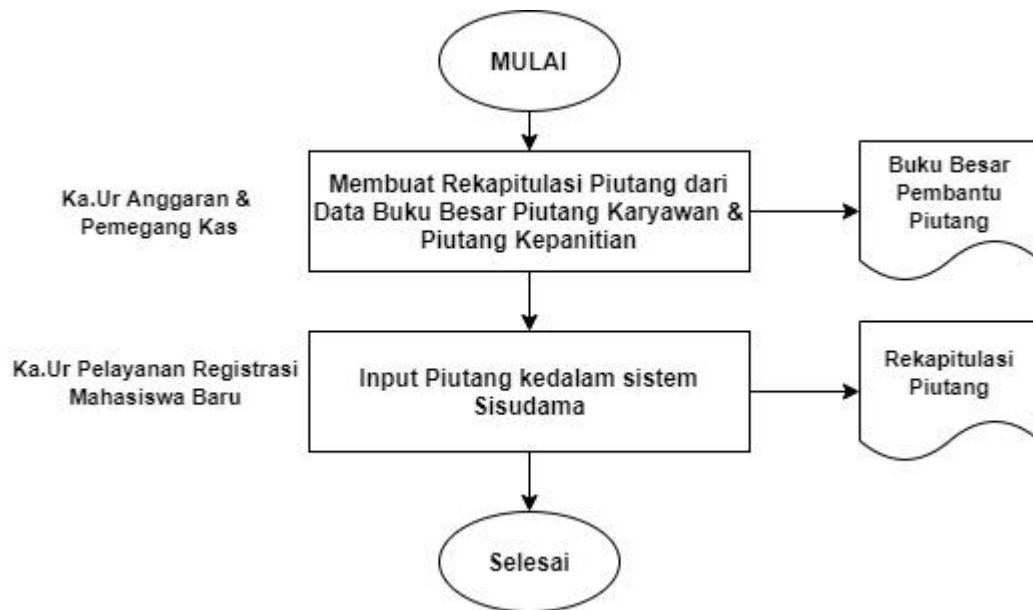 MULAI
Ka.Ur Anggaran &
Pemegang Kas
Membuat Rekapitulasi Piutang dari
Data Buku Besar Piutang Karyawan &
Piutang Kepanitian
Buku Besar
Pembantu
Piutang
Ka.Ur Pelayanan Registrasi
Mahasiswa Baru
Input Piutang kedalam sistem
Sisudama
Rekapitulasi
Piutang
Selesai